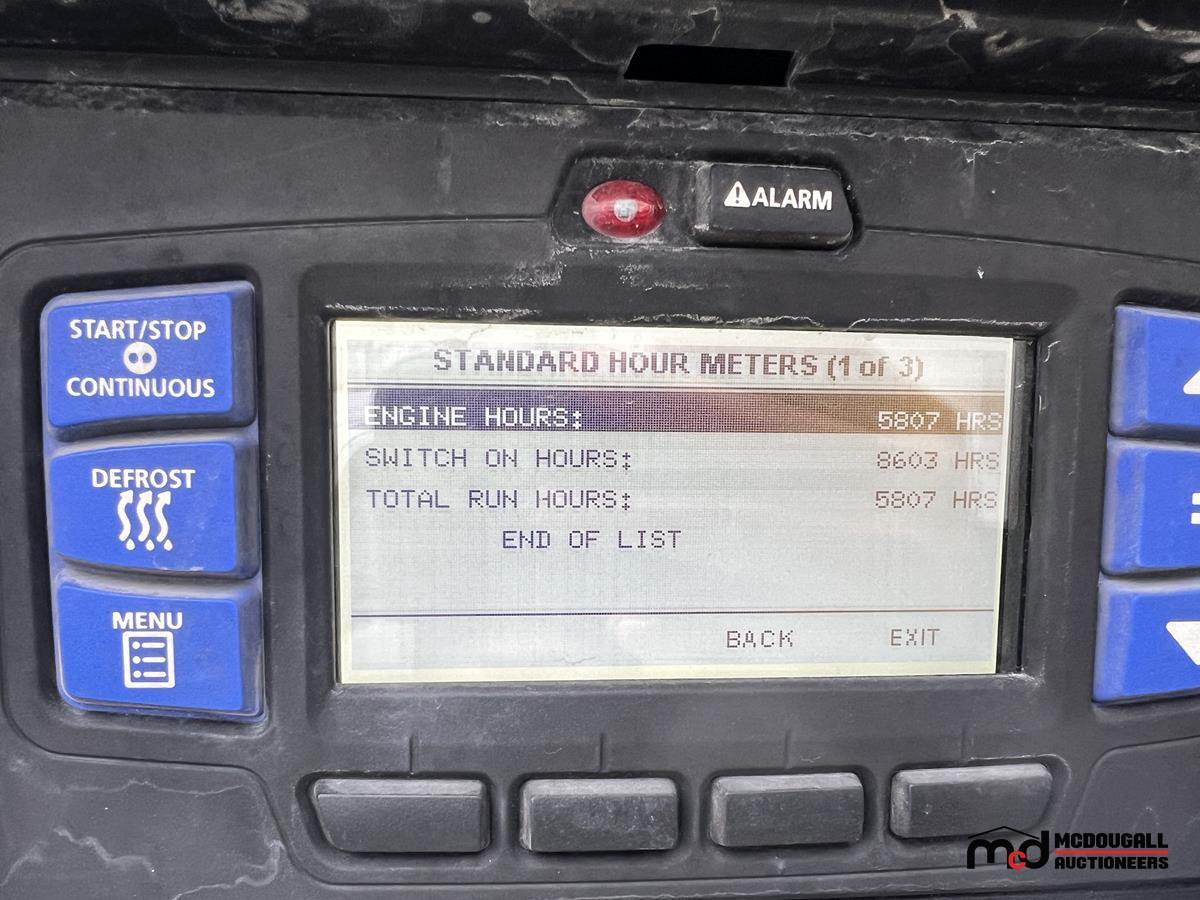 ⚠ALARM
START/STOP
CONTINUOUS
DEFROST
MENU
STANDARD HOUR METERS (1 of 3)
ENGINE HOURS: 5807 HRS
SWITCH ON HOURS: 8603 HRS
TOTAL RUN HOURS: 5807 HRS
END OF LIST
BACK EXIT
mcd MCDOUGALL
AUCTIONEERS